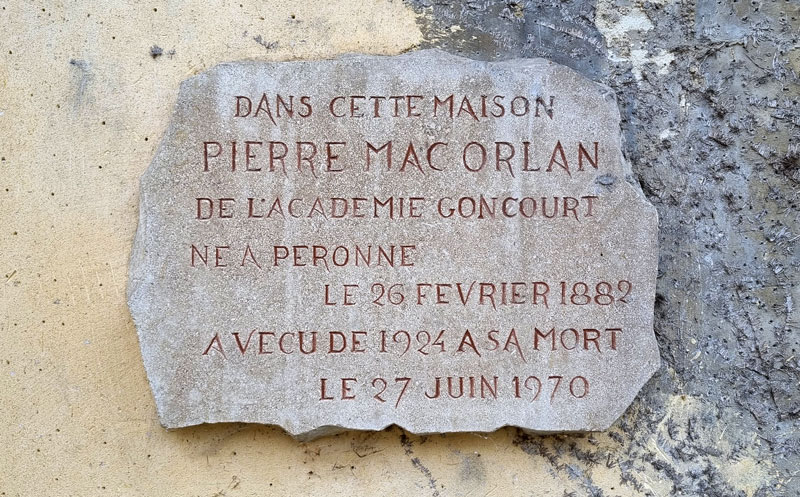 DANS CETTE MAISON
PIERRE MAC ORLAN
DE L'ACADEMIE GONCOURT
NE A PERONNE
LE 26 FEVRIER 1882
A VECU DE 1924 A SA MORT
LE 27 JUIN 1970